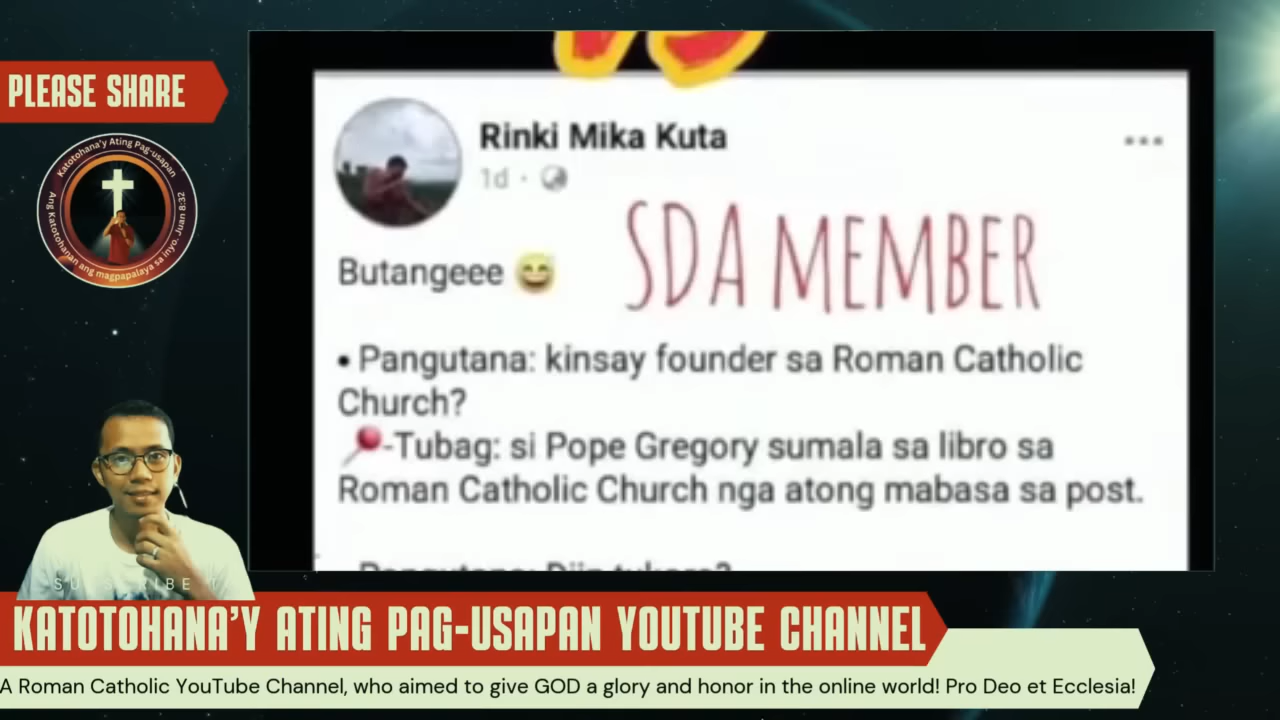 PLEASE SHARE
Katotohana'y Ating Pag-usapan
Ang Katotohanan ang magpapalaya sa inyo. Juan 8:32
Rinki Mika Kuta
1d ·
SDA MEMBER
Butangeee 😅
• Pangutana: kinsay founder sa Roman Catholic
Church?
📍-Tubag: si Pope Gregory sumala sa libro sa
Roman Catholic Church nga atong mabasa sa post.
KATOTOHANA'Y ATING PAG-USAPAN YOUTUBE CHANNEL
A Roman Catholic YouTube Channel, who aimed to give GOD a glory and honor in the online world! Pro Deo et Ecclesia!